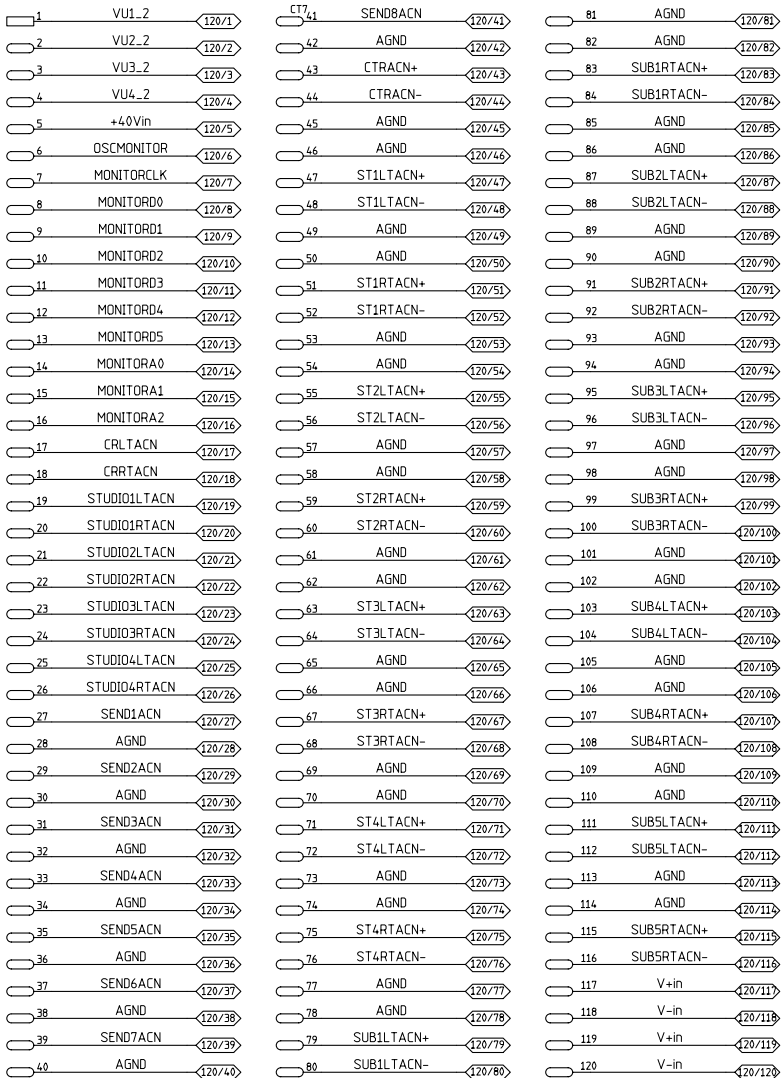 1 VU1_2 120/1
2 VU2_2 120/2
3 VU3_2 120/3
4 VU4_2 120/4
5 +40Vin 120/5
6 OSCMONITOR 120/6
7 MONITORCLK 120/7
8 MONITORD0 120/8
9 MONITORD1 120/9
10 MONITORD2 120/10
11 MONITORD3 120/11
12 MONITORD4 120/12
13 MONITORD5 120/13
14 MONITORA0 120/14
15 MONITORA1 120/15
16 MONITORA2 120/16
17 CRLTACN 120/17
18 CRRTACN 120/18
19 STUDIO1LTACN 120/19
20 STUDIO1RTACN 120/20
21 STUDIO2LTACN 120/21
22 STUDIO2RTACN 120/22
23 STUDIO3LTACN 120/23
24 STUDIO3RTACN 120/24
25 STUDIO4LTACN 120/25
26 STUDIO4RTACN 120/26
27 SEND1ACN 120/27
28 AGND 120/28
29 SEND2ACN 120/29
30 AGND 120/30
31 SEND3ACN 120/31
32 AGND 120/32
33 SEND4ACN 120/33
34 AGND 120/34
35 SEND5ACN 120/35
36 AGND 120/36
37 SEND6ACN 120/37
38 AGND 120/38
39 SEND7ACN 120/39
40 AGND 120/40
CT7
41 SEND8ACN 120/41
42 AGND 120/42
43 CTRACN+ 120/43
44 CTRACN- 120/44
45 AGND 120/45
46 AGND 120/46
47 ST1LTACN+ 120/47
48 ST1LTACN- 120/48
49 AGND 120/49
50 AGND 120/50
51 ST1RTACN+ 120/51
52 ST1RTACN- 120/52
53 AGND 120/53
54 AGND 120/54
55 ST2LTACN+ 120/55
56 ST2LTACN- 120/56
57 AGND 120/57
58 AGND 120/58
59 ST2RTACN+ 120/59
60 ST2RTACN- 120/60
61 AGND 120/61
62 AGND 120/62
63 ST3LTACN+ 120/63
64 ST3LTACN- 120/64
65 AGND 120/65
66 AGND 120/66
67 ST3RTACN+ 120/67
68 ST3RTACN- 120/68
69 AGND 120/69
70 AGND 120/70
71 ST4LTACN+ 120/71
72 ST4LTACN- 120/72
73 AGND 120/73
74 AGND 120/74
75 ST4RTACN+ 120/75
76 ST4RTACN- 120/76
77 AGND 120/77
78 AGND 120/78
79 SUB1LTACN+ 120/79
80 SUB1LTACN- 120/80
81 AGND 120/81
82 AGND 120/82
83 SUB1RTACN+ 120/83
84 SUB1RTACN- 120/84
85 AGND 120/85
86 AGND 120/86
87 SUB2LTACN+ 120/87
88 SUB2LTACN- 120/88
89 AGND 120/89
90 AGND 120/90
91 SUB2RTACN+ 120/91
92 SUB2RTACN- 120/92
93 AGND 120/93
94 AGND 120/94
95 SUB3LTACN+ 120/95
96 SUB3LTACN- 120/96
97 AGND 120/97
98 AGND 120/98
99 SUB3RTACN+ 120/99
100 SUB3RTACN- 120/100
101 AGND 120/101
102 AGND 120/102
103 SUB4LTACN+ 120/103
104 SUB4LTACN- 120/104
105 AGND 120/105
106 AGND 120/106
107 SUB4RTACN+ 120/107
108 SUB4RTACN- 120/108
109 AGND 120/109
110 AGND 120/110
111 SUB5LTACN+ 120/111
112 SUB5LTACN- 120/112
113 AGND 120/113
114 AGND 120/114
115 SUB5RTACN+ 120/115
116 SUB5RTACN- 120/116
117 V+in 120/117
118 V-in 120/118
119 V+in 120/119
120 V-in 120/120